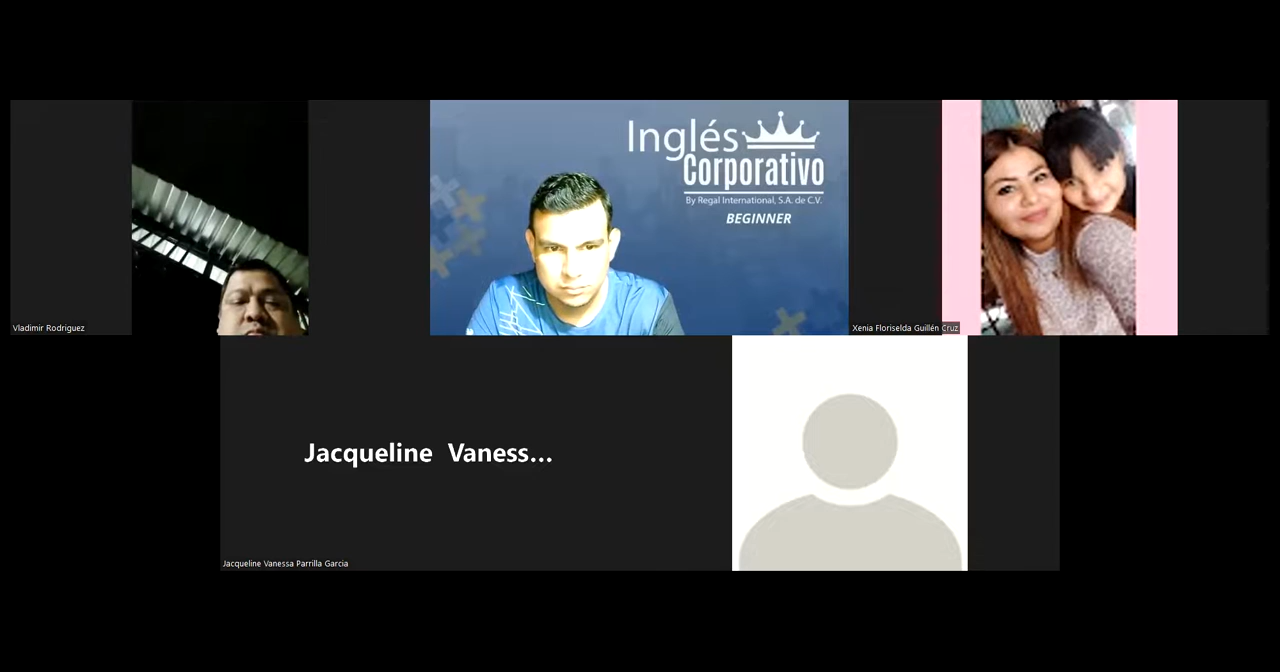 Inglés
Corporativo
By Regal International, S.A. de C.V.
BEGINNER
Vladimir Rodriguez
Xenia Floriselda Guillén Cruz
Jacqueline Vaness...
Jacqueline Vanessa Parrilla Garcia